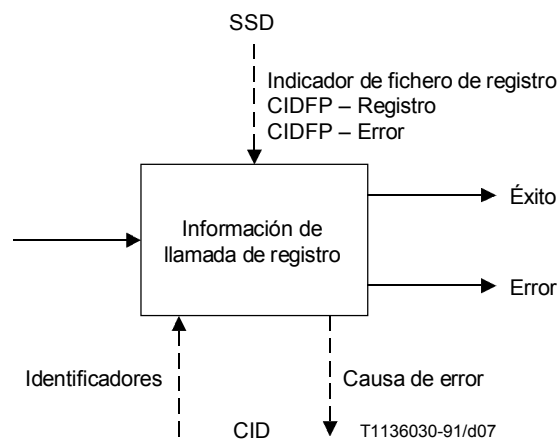 SSD
Indicador de fichero de registro
CIDFP – Registro
CIDFP – Error
Información de
llamada de registro
Éxito
Error
Identificadores
Causa de error
CID
T1136030-91/d07